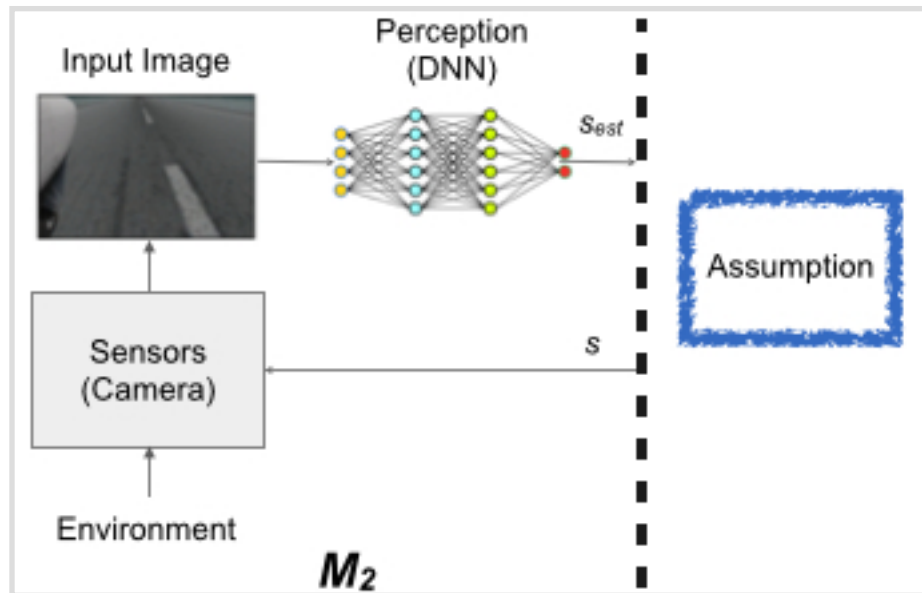 Perception
(DNN)
Input Image
s_est
Assumption
s
Sensors
(Camera)
Environment
M₂